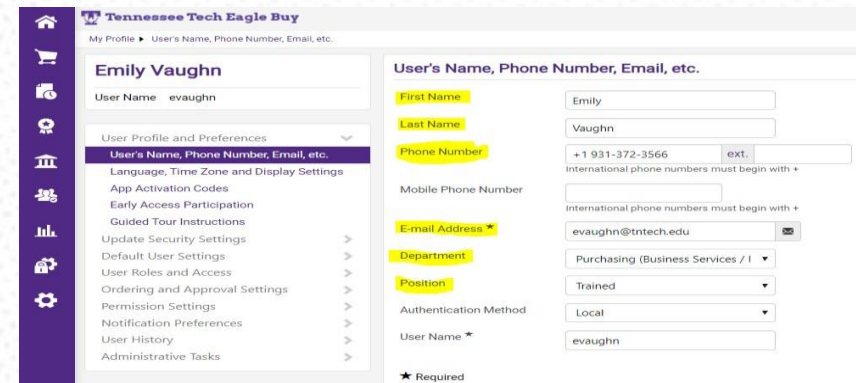 Tennessee Tech Eagle Buy
My Profile ▶ User's Name, Phone Number, Email, etc.
Emily Vaughn
User Name evaughn
User Profile and Preferences
User's Name, Phone Number, Email, etc.
Language, Time Zone and Display Settings
App Activation Codes
Early Access Participation
Guided Tour Instructions
Update Security Settings
Default User Settings
User Roles and Access
Ordering and Approval Settings
Permission Settings
Notification Preferences
User History
Administrative Tasks
User's Name, Phone Number, Email, etc.
First Name Emily
Last Name Vaughn
Phone Number +1 931-372-3566 ext.
International phone numbers must begin with +
Mobile Phone Number
International phone numbers must begin with +
E-mail Address ★ evaughn@tntech.edu
Department Purchasing (Business Services / 
Position Trained
Authentication Method Local
User Name ★ evaughn
★ Required